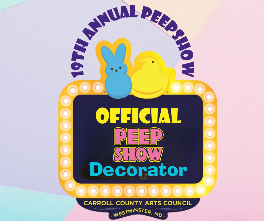 19TH ANNUAL PEEPSHOW
OFFICIAL
PEEP
SHOW
Decorator
CARROLL COUNTY ARTS COUNCIL
WESTMINSTER, MD